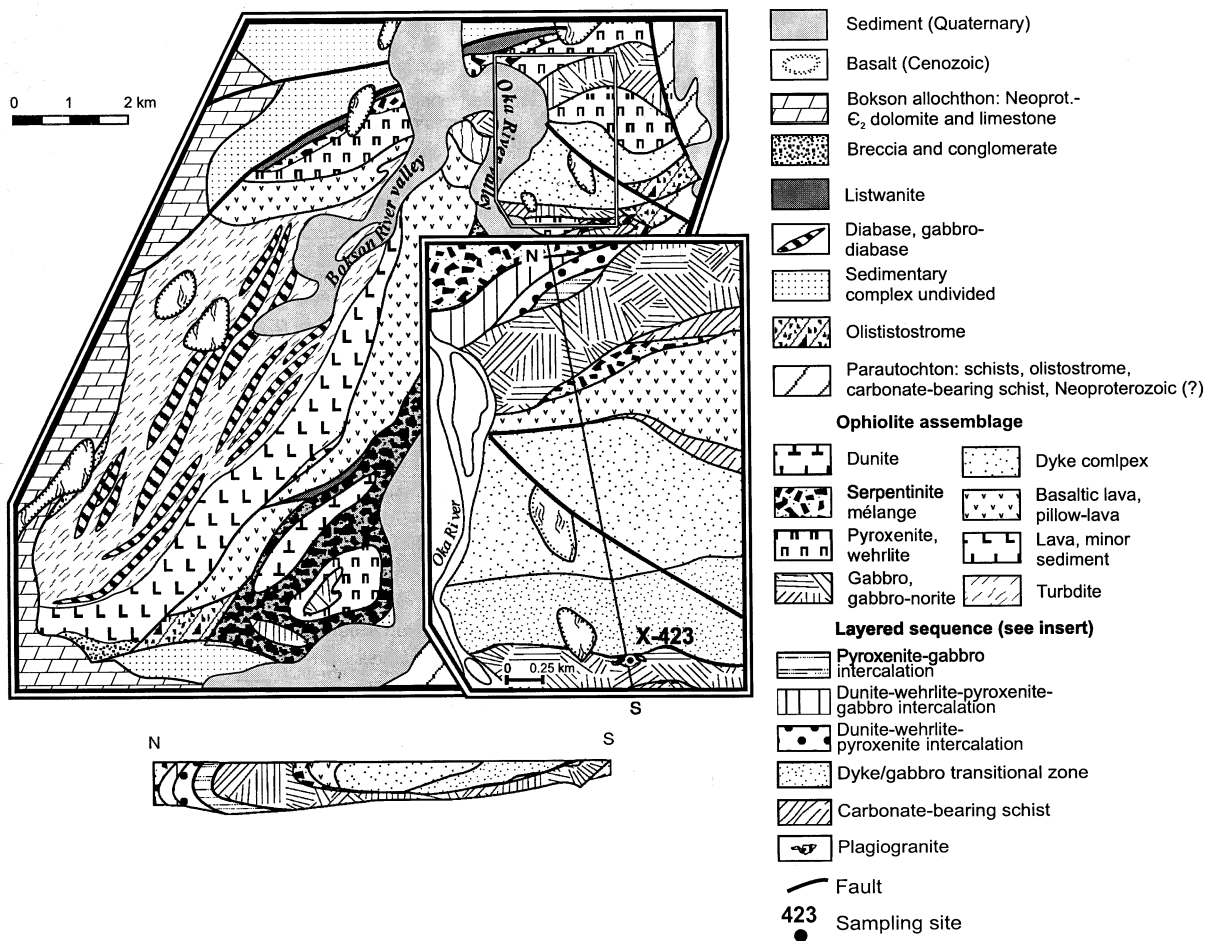 0 1 2 km
Oka River
valley
Bokson River valley
N
Oka River
X-423
0 0.25 km
S
N
S
Sediment (Quaternary)
Basalt (Cenozoic)
Bokson allochthon: Neoprot.-
Є₂ dolomite and limestone
Breccia and conglomerate
Listwanite
Diabase, gabbro-
diabase
Sedimentary
complex undivided
Olististostrome
Parautochton: schists, olistostrome,
carbonate-bearing schist, Neoproterozoic (?)
Ophiolite assemblage
Dunite
Serpentinite
mélange
Pyroxenite,
wehrlite
Gabbro,
gabbro-norite
Dyke comlpex
Basaltic lava,
pillow-lava
Lava, minor
sediment
Turbdite
Layered sequence (see insert)
Pyroxenite-gabbro
intercalation
Dunite-wehrlite-pyroxenite-
gabbro intercalation
Dunite-wehrlite-
pyroxenite intercalation
Dyke/gabbro transitional zone
Carbonate-bearing schist
Plagiogranite
Fault
423
Sampling site